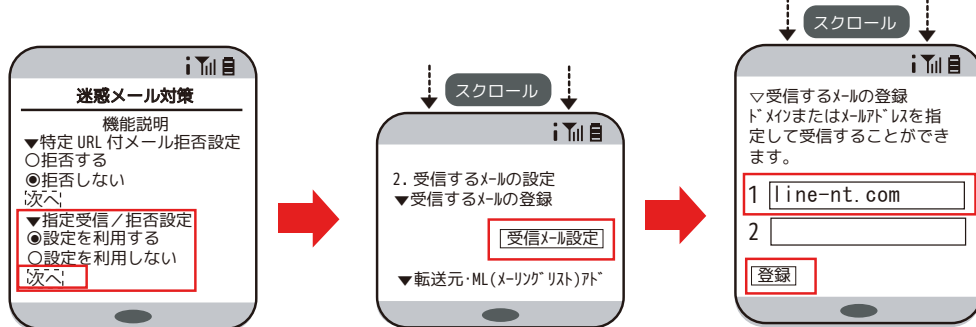 迷惑メール対策
機能説明
▼特定 URL 付メール拒否設定
○拒否する
◉拒否しない
次へ
▼指定受信/拒否設定
◉設定を利用する
○設定を利用しない
次へ
スクロール
2. 受信するﾒｰﾙの設定
▼受信するﾒｰﾙの登録
受信ﾒｰﾙ設定
▼転送元･ML(ﾒｰﾘﾝｸﾞﾘｽﾄ)ｱﾄﾞ
スクロール
▽受信するﾒｰﾙの登録
ﾄﾞﾒｲﾝまたはﾒｰﾙｱﾄﾞﾚｽを指
定して受信することができ
ます。
1 line-nt.com
2
登録